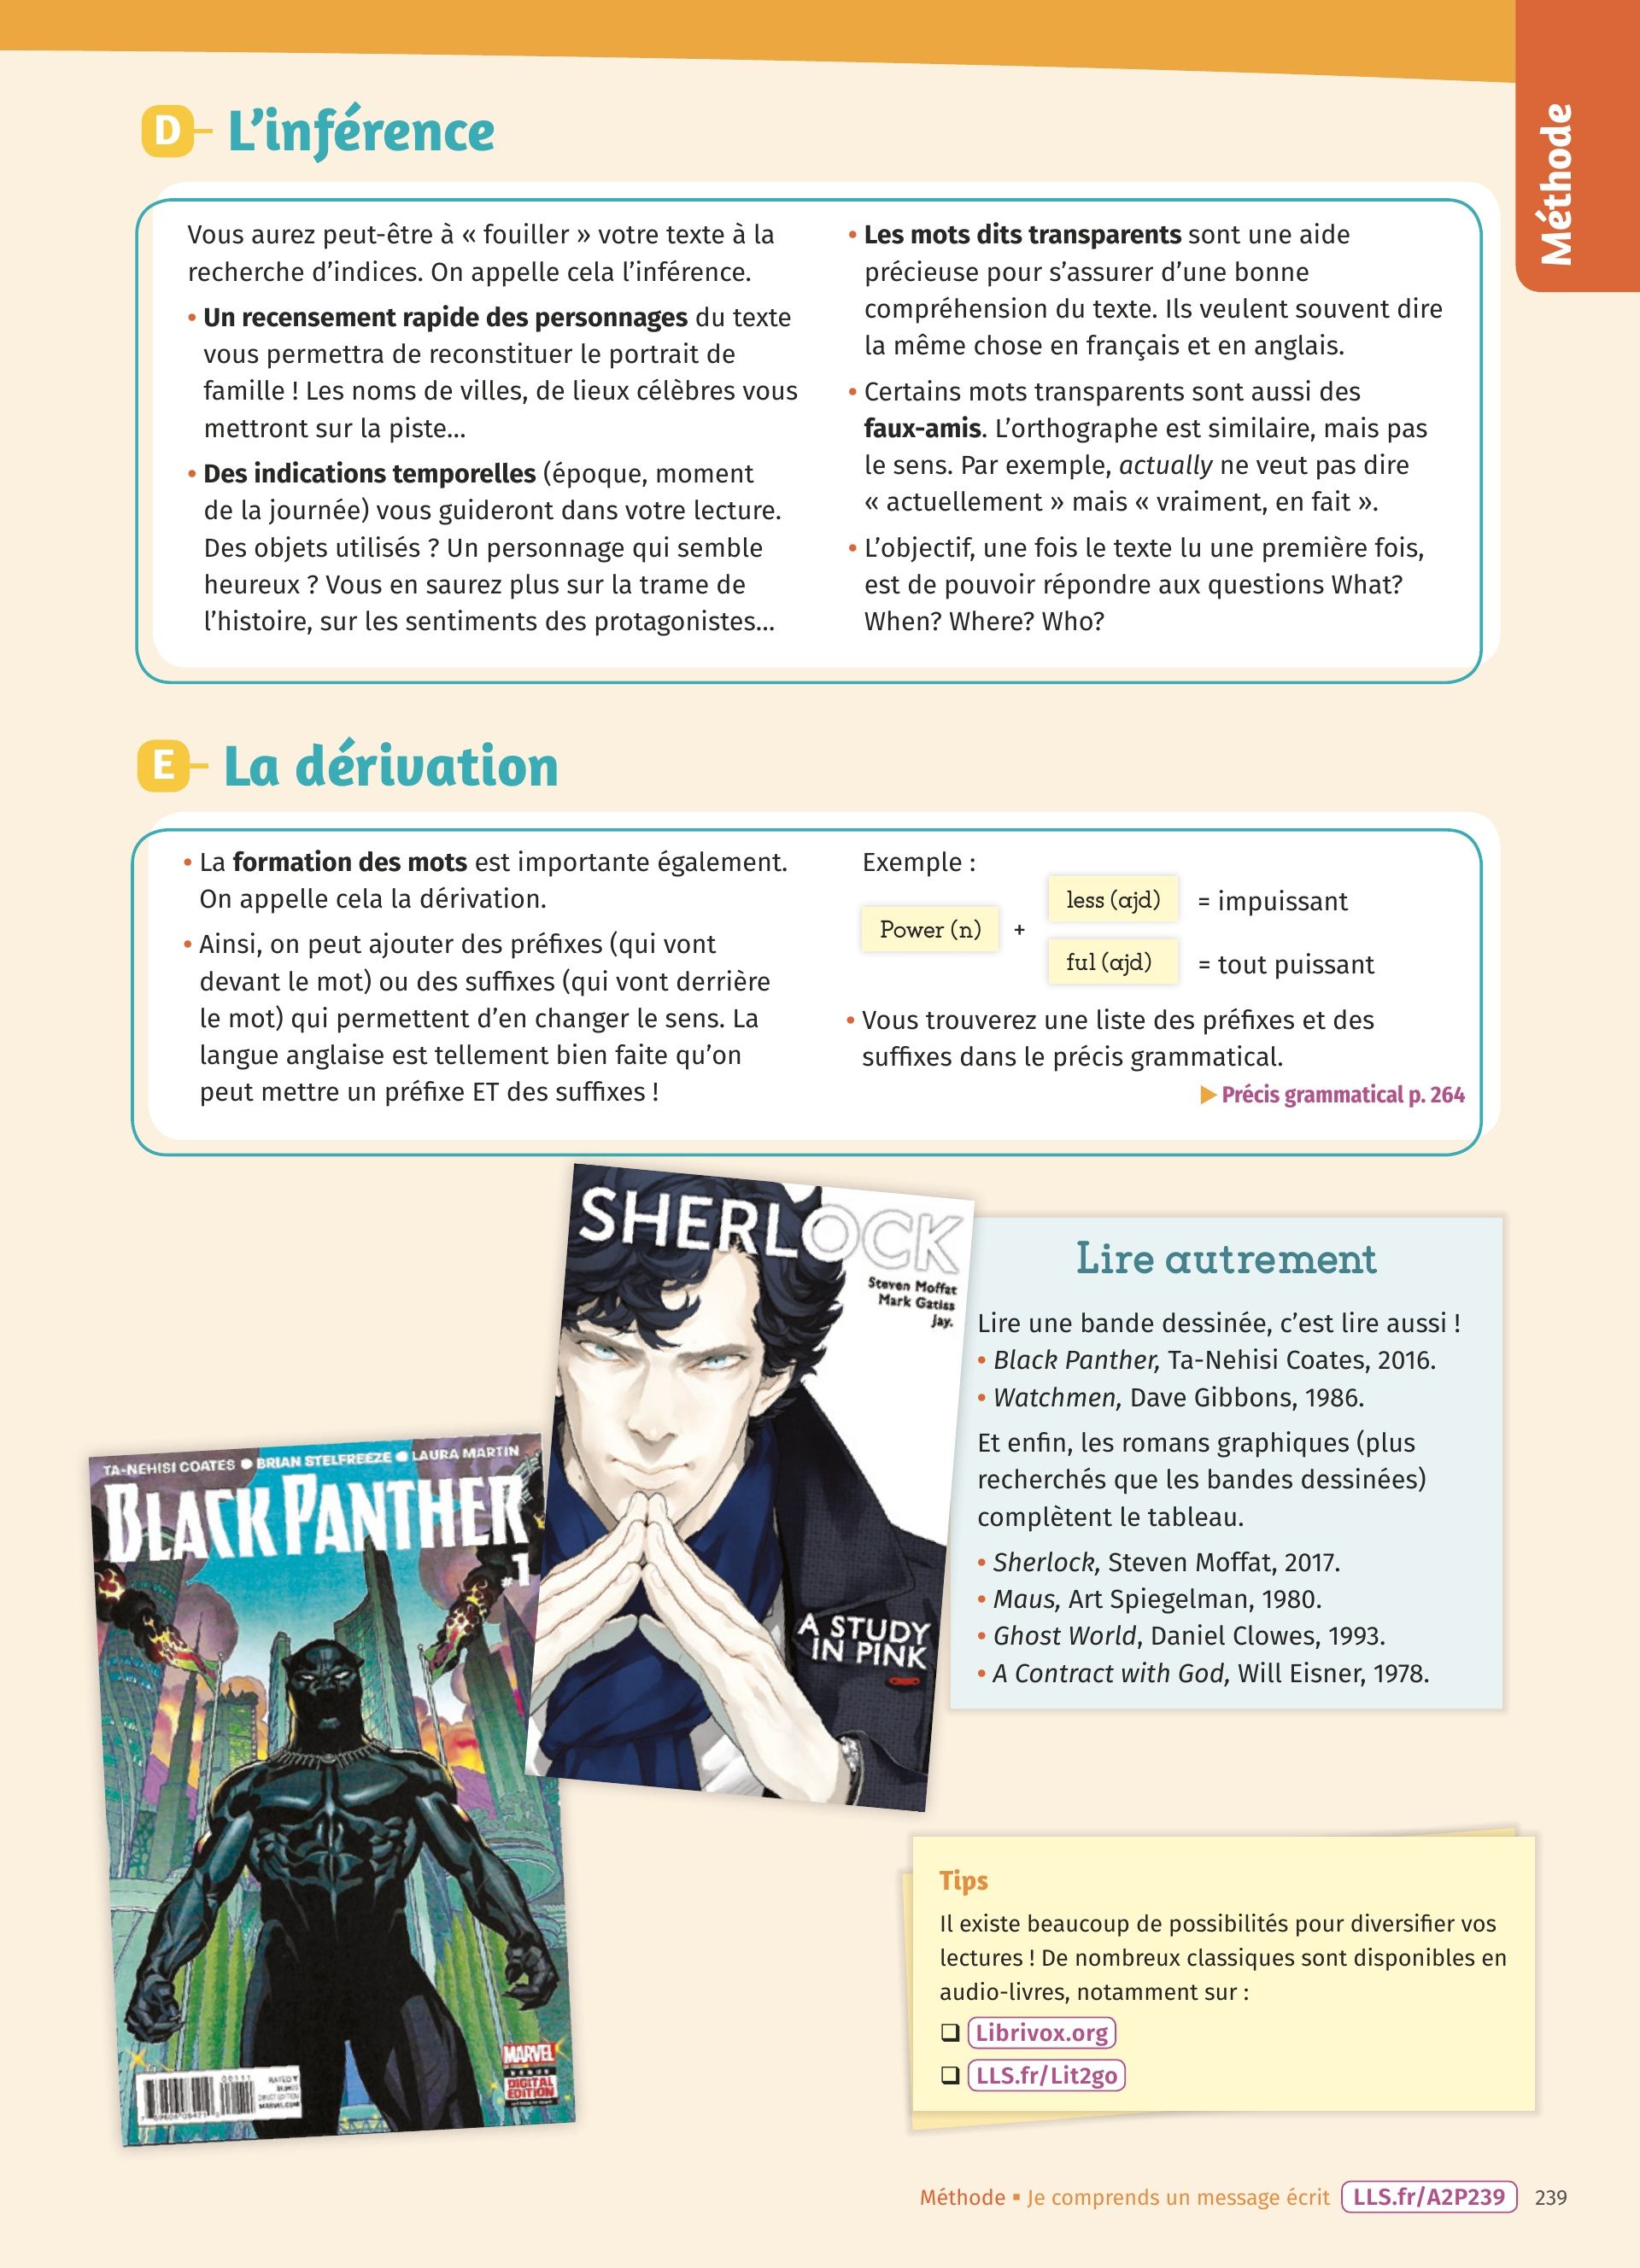 Méthode
D
L’inférence
Vous aurez peut-être à « fouiller » votre texte à la
recherche d’indices. On appelle cela l’inférence.
• Un recensement rapide des personnages du texte
vous permettra de reconstituer le portrait de
famille ! Les noms de villes, de lieux célèbres vous
mettront sur la piste…
• Des indications temporelles (époque, moment
de la journée) vous guideront dans votre lecture.
Des objets utilisés ? Un personnage qui semble
heureux ? Vous en saurez plus sur la trame de
l’histoire, sur les sentiments des protagonistes…
• Les mots dits transparents sont une aide
précieuse pour s’assurer d’une bonne
compréhension du texte. Ils veulent souvent dire
la même chose en français et en anglais.
• Certains mots transparents sont aussi des
faux-amis. L’orthographe est similaire, mais pas
le sens. Par exemple, actually ne veut pas dire
« actuellement » mais « vraiment, en fait ».
• L’objectif, une fois le texte lu une première fois,
est de pouvoir répondre aux questions What?
When? Where? Who?
E
La dérivation
• La formation des mots est importante également.
On appelle cela la dérivation.
• Ainsi, on peut ajouter des préfixes (qui vont
devant le mot) ou des suffixes (qui vont derrière
le mot) qui permettent d’en changer le sens. La
langue anglaise est tellement bien faite qu’on
peut mettre un préfixe ET des suffixes !
Exemple :
Power (n) +
less (ajd) = impuissant
ful (ajd) = tout puissant
• Vous trouverez une liste des préfixes et des
suffixes dans le précis grammatical.
▶ Précis grammatical p. 264
SHERLOCK
Steven Moffat
Mark Gatiss
Jay.
A STUDY
IN PINK
TA-NEHISI COATES ● BRIAN STELFREEZE ● LAURA MARTIN
BLACK PANTHER
#1
00111
RATED T
MARVEL.COM
MARVEL
DIGITAL
EDITION
Lire autrement
Lire une bande dessinée, c’est lire aussi !
• Black Panther, Ta-Nehisi Coates, 2016.
• Watchmen, Dave Gibbons, 1986.
Et enfin, les romans graphiques (plus
recherchés que les bandes dessinées)
complètent le tableau.
• Sherlock, Steven Moffat, 2017.
• Maus, Art Spiegelman, 1980.
• Ghost World, Daniel Clowes, 1993.
• A Contract with God, Will Eisner, 1978.
Tips
Il existe beaucoup de possibilités pour diversifier vos
lectures ! De nombreux classiques sont disponibles en
audio-livres, notamment sur :
❑ Librivox.org
❑ LLS.fr/Lit2go
Méthode ▪ Je comprends un message écrit LLS.fr/A2P239 239